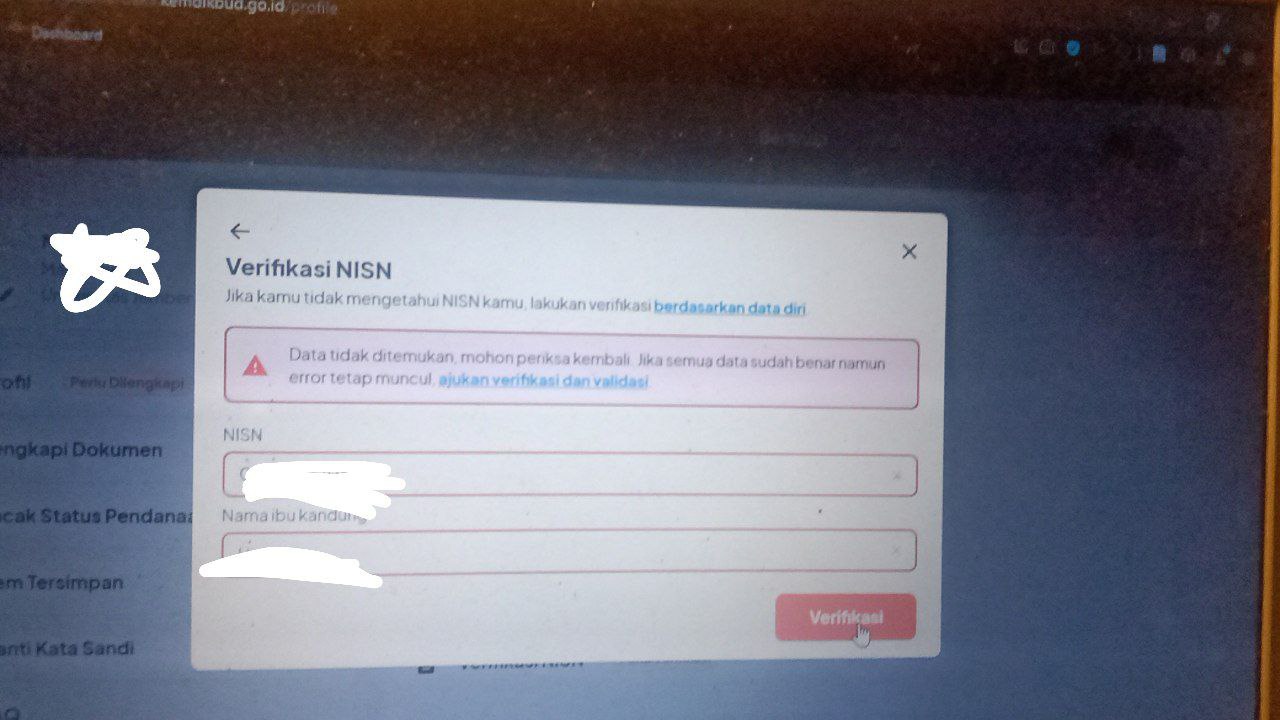 kemdikbud.go.id/profile
Dashboard
Verifikasi NISN
Jika kamu tidak mengetahui NISN kamu, lakukan verifikasi berdasarkan data diri
Data tidak ditemukan, mohon periksa kembali. Jika semua data sudah benar namun
error tetap muncul, ajukan verifikasi dan validasi
rofil Perlu Dilengkapi
NISN
engkapi Dokumen
acak Status Pendanaa
Nama ibu kandung
em Tersimpan
Verifikasi
anti Kata Sandi
Verifikasi NISN